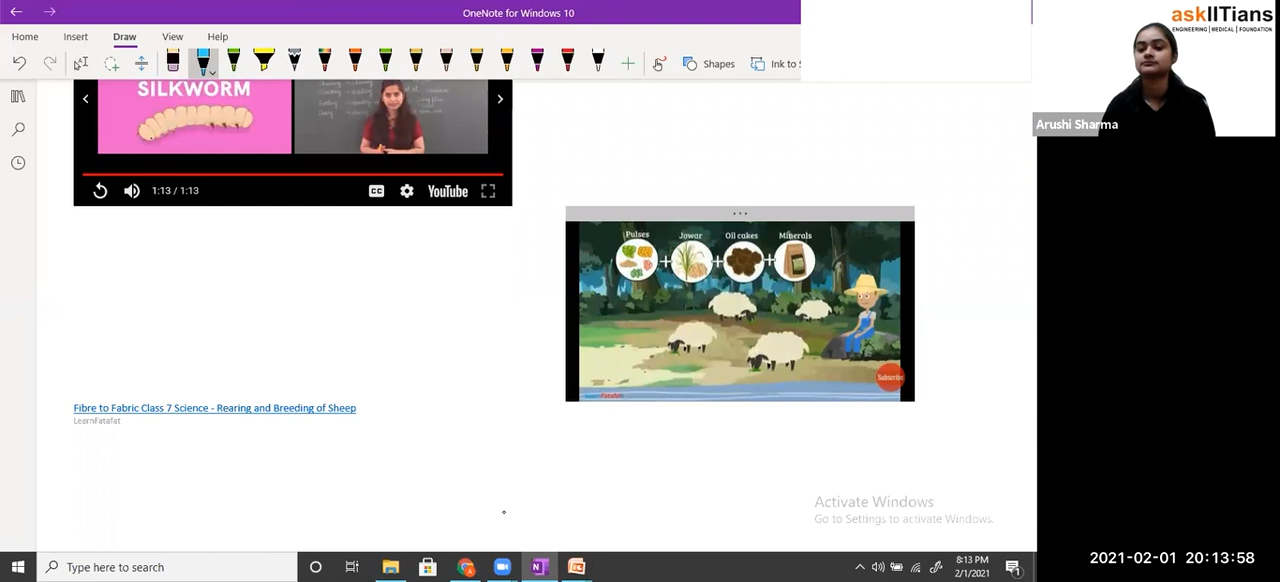 OneNote for Windows 10
askIITians
ENGINEERING | MEDICAL | FOUNDATION
Home Insert Draw View Help
Shapes
Ink to S
Arushi Sharma
SILKWORM
1:13 / 1:13
CC
YouTube
Pulses Jowar Oil cakes Minerals
+ + +
Subscribe
LearnFatafat
Fibre to Fabric Class 7 Science - Rearing and Breeding of Sheep
LearnFatafat
Activate Windows
Go to Settings to activate Windows.
Type here to search
8:13 PM
2/1/2021
1
2021-02-01 20:13:58